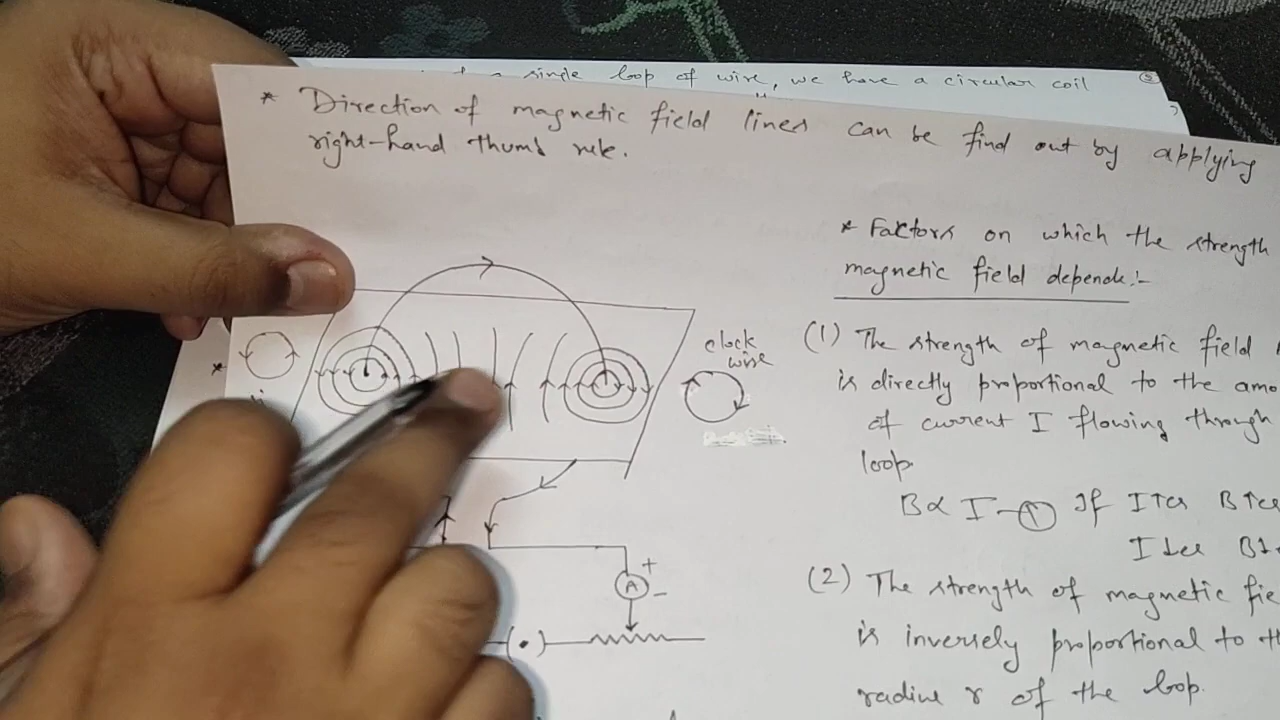 single loop of wire, we have a circular coil
* Direction of magnetic field lines can be find out by applying
right-hand thumb rule.
* Factors on which the strength
magnetic field depends:-
(1) The strength of magnetic field
is directly proportional to the amo
of current I flowing through
loop.
B∝ I-① If I↑es B↑es
I↓es B↓
(2) The strength of magnetic fie
is inversely proportional to th
radius r of the loop.
clock
wise
+
A
-
(•)
*